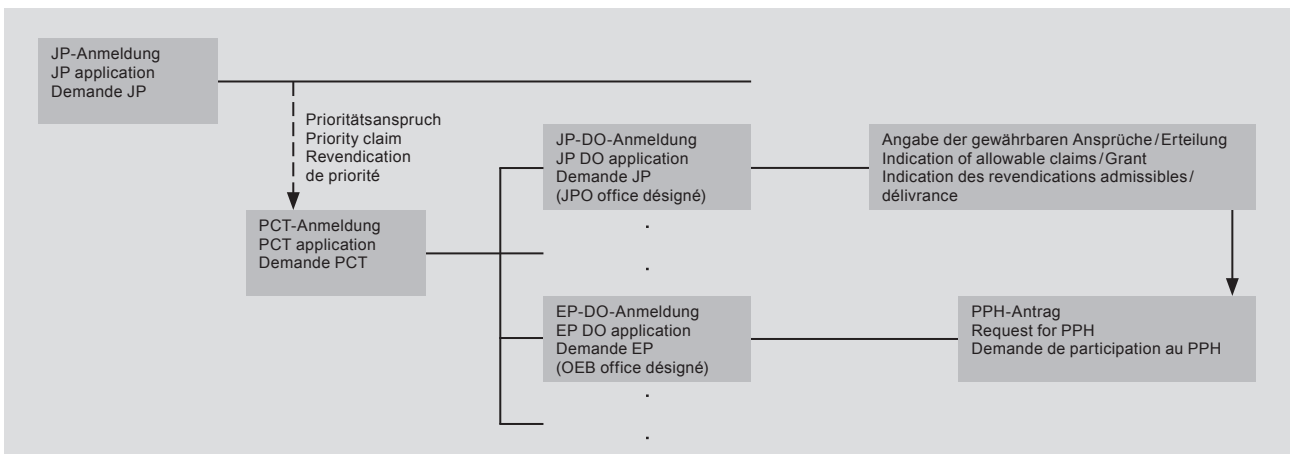 JP-Anmeldung
JP application
Demande JP
Prioritätsanspruch
Priority claim
Revendication
de priorité
PCT-Anmeldung
PCT application
Demande PCT
JP-DO-Anmeldung
JP DO application
Demande JP
(JPO office désigné)
.
.
EP-DO-Anmeldung
EP DO application
Demande EP
(OEB office désigné)
.
.
Angabe der gewährbaren Ansprüche/Erteilung
Indication of allowable claims/Grant
Indication des revendications admissibles/
délivrance
PPH-Antrag
Request for PPH
Demande de participation au PPH